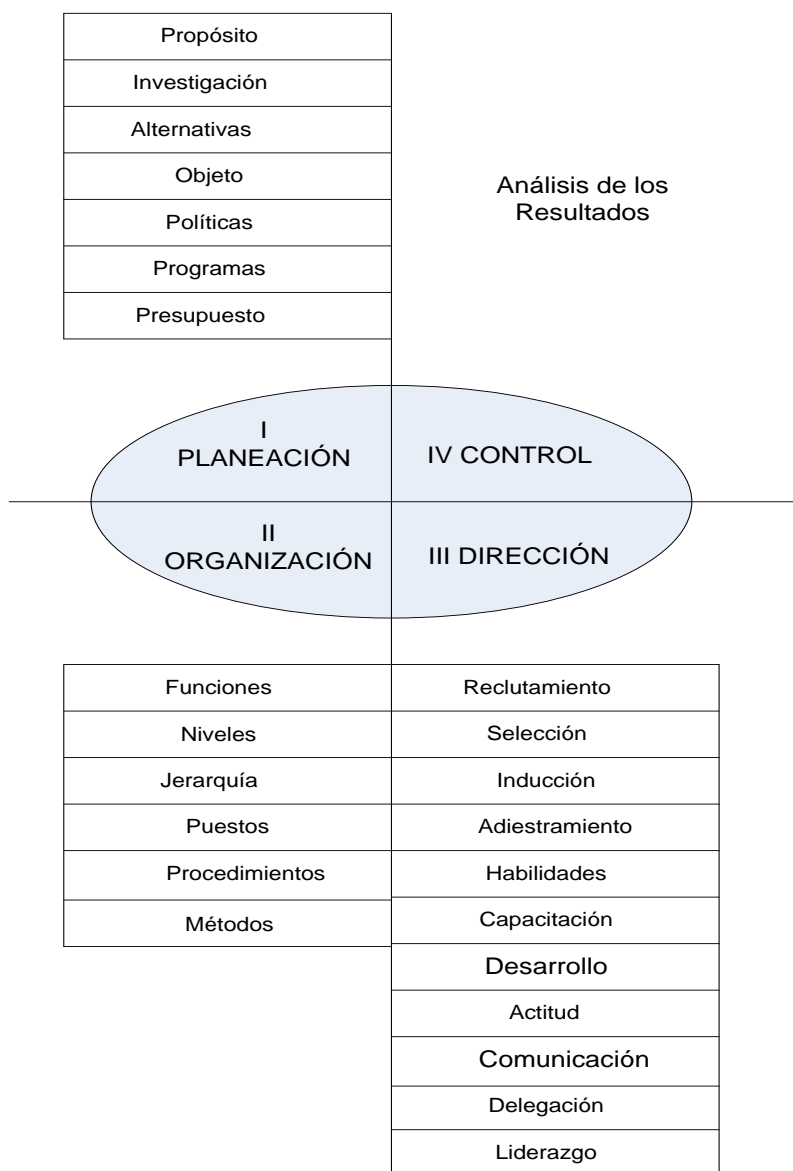 Propósito
Investigación
Alternativas
Objeto
Políticas
Programas
Presupuesto
Análisis de los
Resultados
I
PLANEACIÓN
IV CONTROL
II
ORGANIZACIÓN
III DIRECCIÓN
Funciones
Niveles
Jerarquía
Puestos
Procedimientos
Métodos
Reclutamiento
Selección
Inducción
Adiestramiento
Habilidades
Capacitación
Desarrollo
Actitud
Comunicación
Delegación
Liderazgo